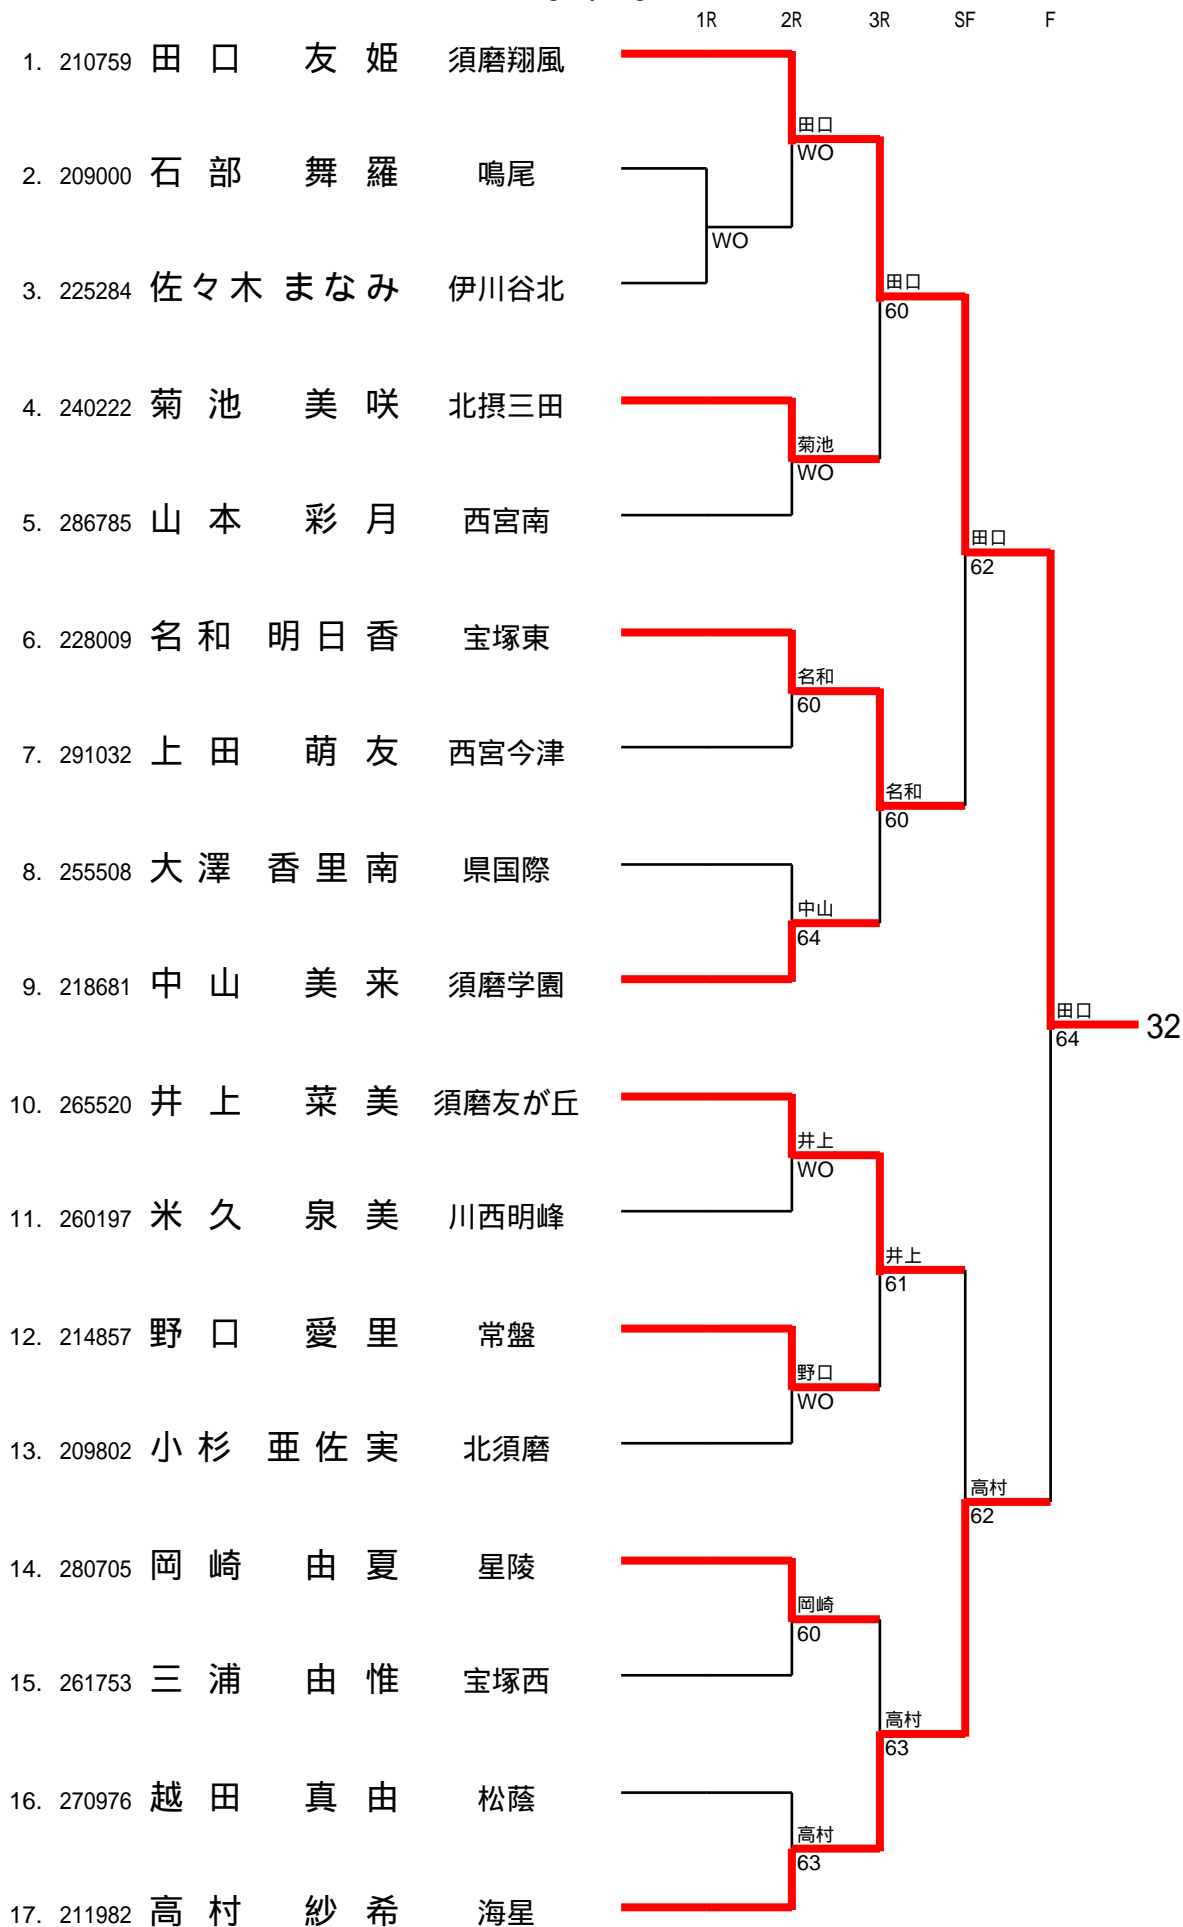 1R 2R 3R SF F
1. 210759 田口 友姫 須磨翔風
田口
WO
2. 209000 石部 舞羅 鳴尾
WO
3. 225284 佐々木 まなみ 伊川谷北
田口
60
4. 240222 菊池 美咲 北摂三田
菊池
WO
5. 286785 山本 彩月 西宮南
田口
62
6. 228009 名和 明日香 宝塚東
名和
60
7. 291032 上田 萌友 西宮今津
名和
60
8. 255508 大澤 香里南 県国際
中山
64
9. 218681 中山 美来 須磨学園
田口
64
32
10. 265520 井上 菜美 須磨友が丘
井上
WO
11. 260197 米久 泉美 川西明峰
井上
61
12. 214857 野口 愛里 常盤
野口
WO
13. 209802 小杉 亜佐実 北須磨
高村
62
14. 280705 岡崎 由夏 星陵
岡崎
60
15. 261753 三浦 由惟 宝塚西
高村
63
16. 270976 越田 真由 松蔭
高村
63
17. 211982 高村 紗希 海星